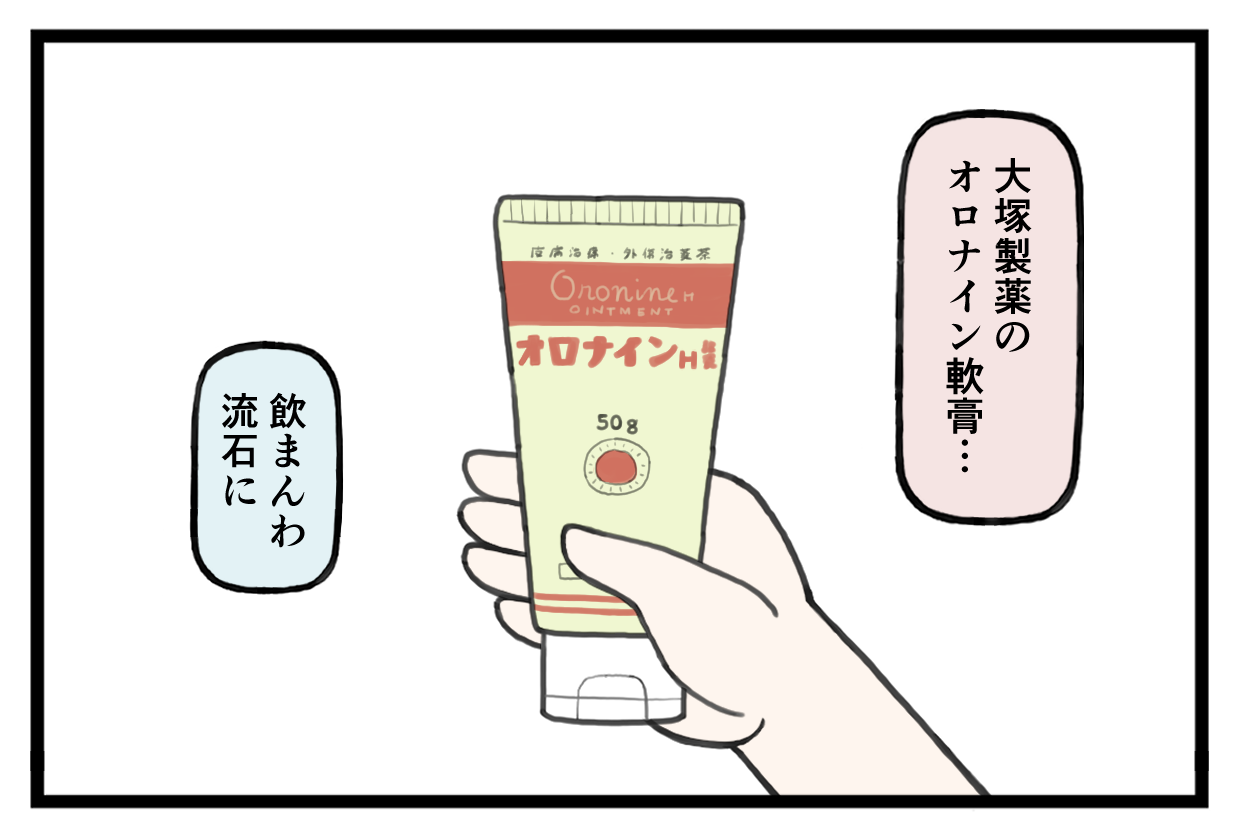 大塚製薬の
オロナイン軟膏…
Oronine H
OINTMENT
オロナインH
50g
飲まんわ
流石に